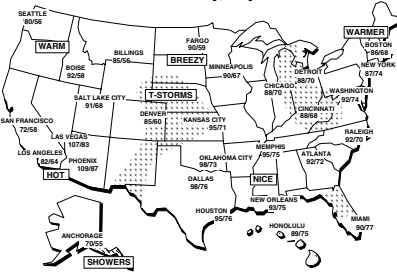 SEATTLE
80/56
WARM
BOISE
92/58
BILLINGS
85/56
FARGO
90/59
BREEZY
MINNEAPOLIS
90/67
WARMER
BOSTON
86/68
NEW YORK
87/74
DETROIT
88/70
CHICAGO
88/70
WASHINGTON
92/74
CINCINNATI
88/68
SALT LAKE CITY
91/68
T-STORMS
DENVER
85/60
KANSAS CITY
95/71
SAN FRANCISCO
72/58
LAS VEGAS
107/83
LOS ANGELES
82/64
PHOENIX
109/87
HOT
OKLAHOMA CITY
98/73
MEMPHIS
95/75
ATLANTA
92/72
RALEIGH
92/70
DALLAS
98/76
NICE
HOUSTON
95/76
NEW ORLEANS
93/75
MIAMI
90/77
ANCHORAGE
70/55
SHOWERS
HONOLULU
89/75